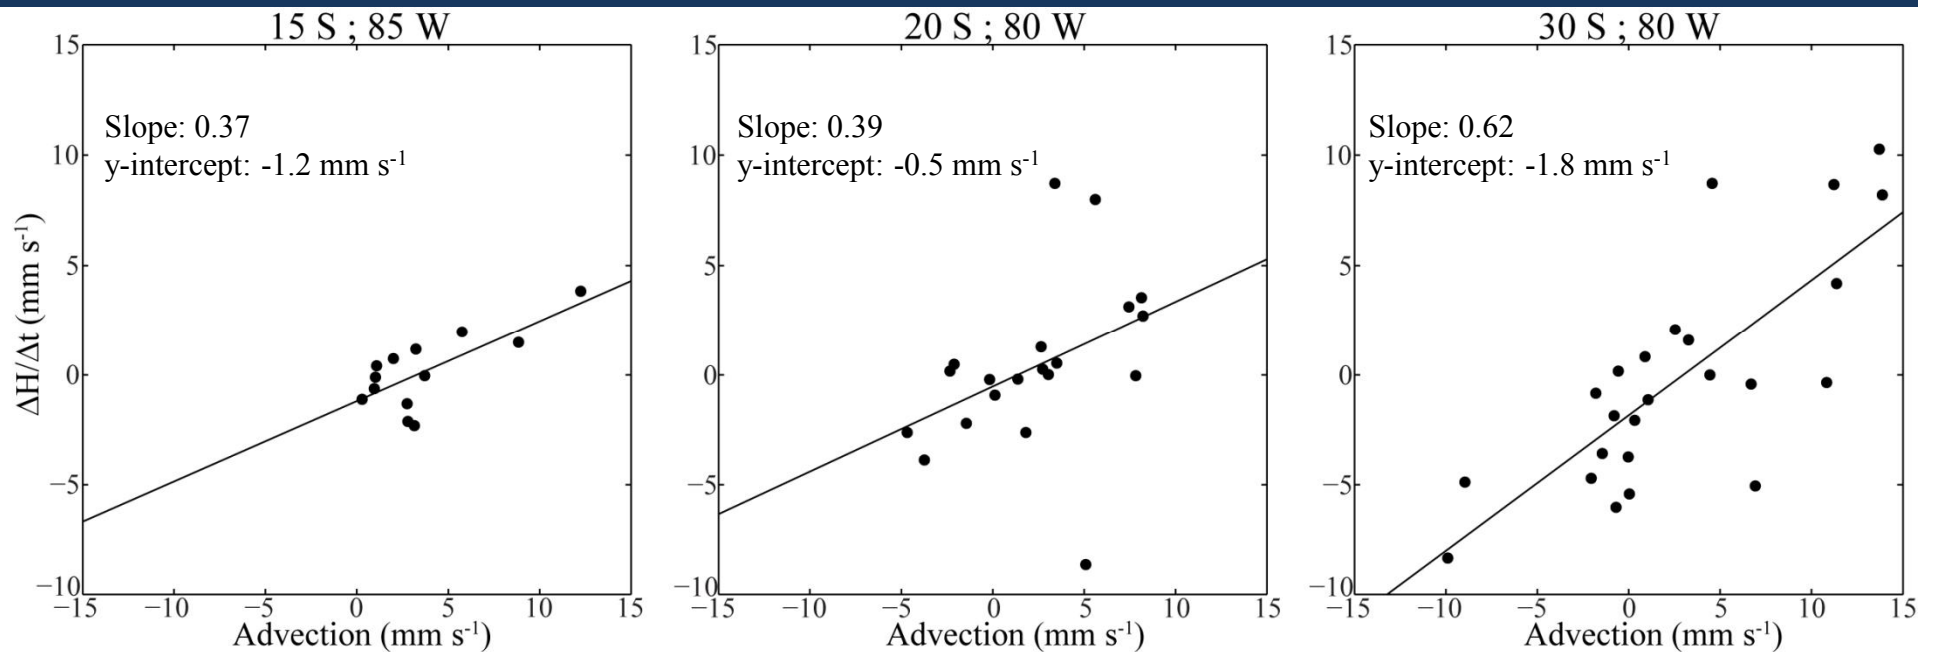 15 S ; 85 W
15
10
5
0
−5
−10
ΔH/Δt (mm s-1)
Slope: 0.37
y-intercept: -1.2 mm s-1
−15 −10 −5 0 5 10 15
Advection (mm s-1)
20 S ; 80 W
15
10
5
0
−5
−10
Slope: 0.39
y-intercept: -0.5 mm s-1
−15 −10 −5 0 5 10 15
Advection (mm s-1)
30 S ; 80 W
15
10
5
0
−5
−10
Slope: 0.62
y-intercept: -1.8 mm s-1
−15 −10 −5 0 5 10 15
Advection (mm s-1)